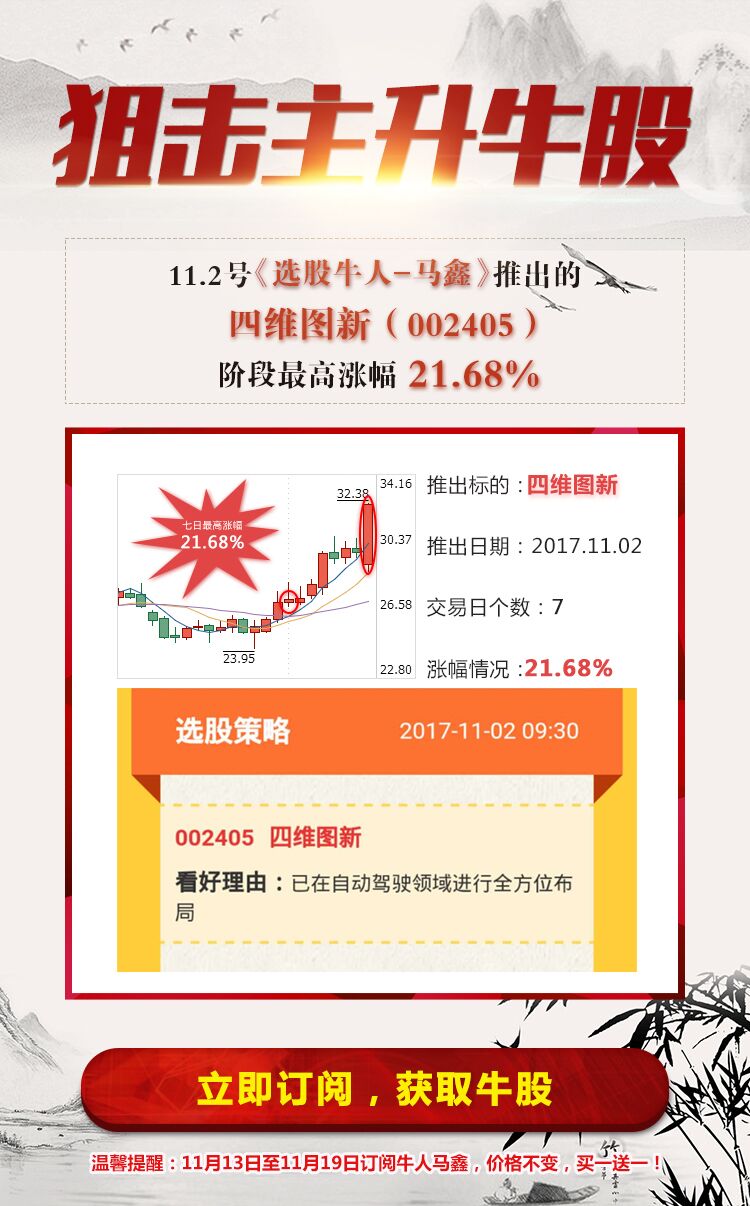 狙击主升牛股
11.2号《选股牛人-马鑫》推出的
四维图新（002405）
阶段最高涨幅 21.68%
七日最高涨幅
21.68%
32.38
23.95
34.16
30.37
26.58
22.80
推出标的：四维图新
推出日期：2017.11.02
交易日个数：7
涨幅情况：21.68%
选股策略 2017-11-02 09:30
002405 四维图新
看好理由：已在自动驾驶领域进行全方位布
局
立即订阅，获取牛股
温馨提醒：11月13日至11月19日订阅牛人马鑫，价格不变，买一送一！
竹